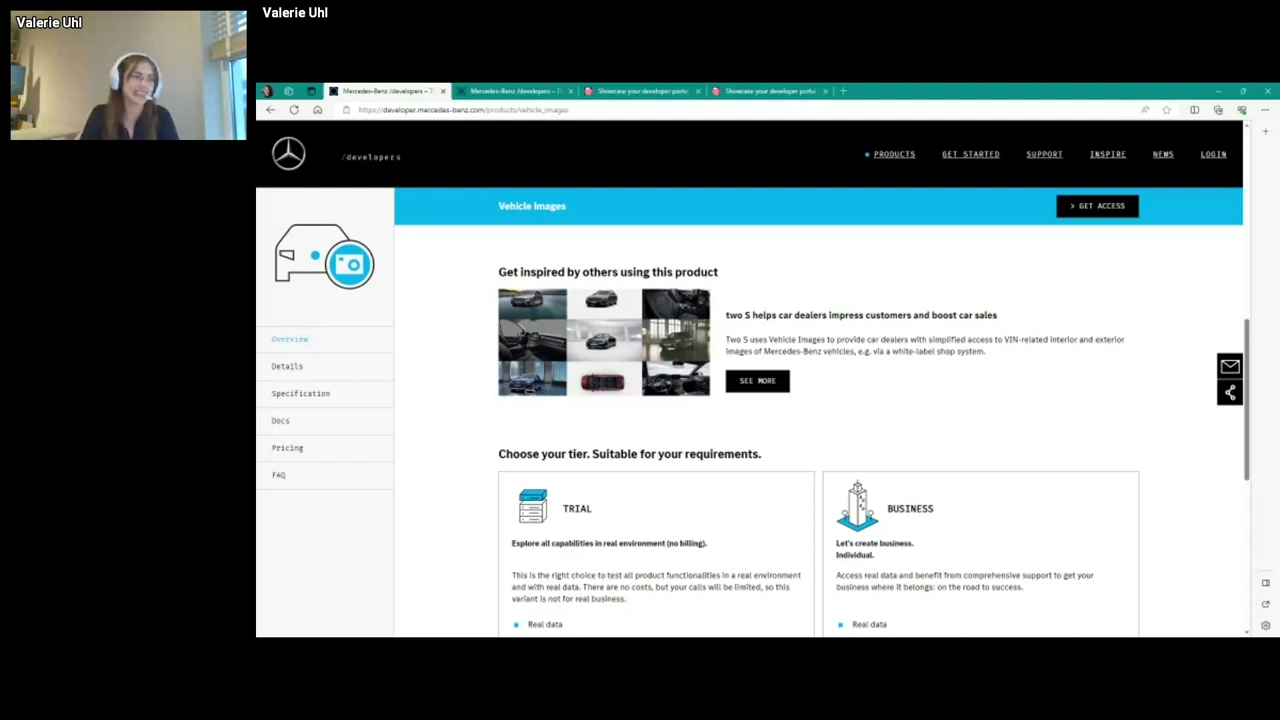 Valerie Uhl
Valerie Uhl
Mercedes-Benz /developers – T
Mercedes-Benz /developers – T
Showcase your developer portal
Showcase your developer portal
https://developer.mercedes-benz.com/products/vehicle_images
/developers
PRODUCTS
GET STARTED
SUPPORT
INSPIRE
NEWS
LOGIN
Vehicle Images
> GET ACCESS
Overview
Details
Specification
Docs
Pricing
FAQ
Get inspired by others using this product
two S helps car dealers impress customers and boost car sales
Two S uses Vehicle Images to provide car dealers with simplified access to VIN-related interior and exterior
images of Mercedes-Benz vehicles, e.g. via a white-label shop system.
SEE MORE
Choose your tier. Suitable for your requirements.
TRIAL
Explore all capabilities in real environment (no billing).
This is the right choice to test all product functionalities in a real environment
and with real data. There are no costs, but your calls will be limited, so this
variant is not for real business.
Real data
BUSINESS
Let's create business.
Individual.
Access real data and benefit from comprehensive support to get your
business where it belongs: on the road to success.
Real data